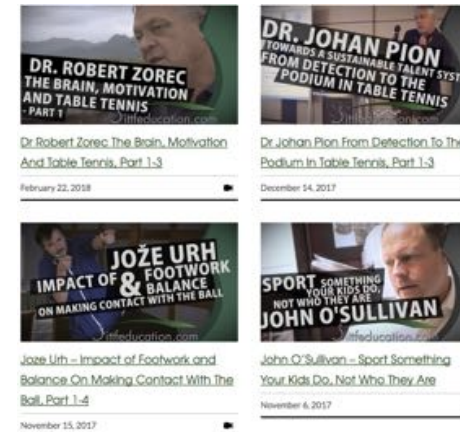 DR. ROBERT ZOREC
THE BRAIN, MOTIVATION
AND TABLE TENNIS
- PART 1
ittfeducation.com
Dr Robert Zorec The Brain, Motivation
And Table Tennis, Part 1-3
February 22, 2018
DR. JOHAN PION
TOWARDS A SUSTAINABLE TALENT SYST
FROM DETECTION TO THE
PODIUM IN TABLE TENNIS
Dr Johan Pion From Detection To The
Podium In Table Tennis, Part 1-3
December 14, 2017
JOŽE URH
IMPACT OF FOOTWORK
& BALANCE
ON MAKING CONTACT WITH THE BALL
ittfeducation.com
Joze Urh – Impact of Footwork and
Balance On Making Contact With The
Ball, Part 1-4
November 15, 2017
SPORT SOMETHING
YOUR KIDS DO,
NOT WHO THEY ARE
JOHN O'SULLIVAN
ittfeducation.com
John O'Sullivan – Sport Something
Your Kids Do, Not Who They Are
November 6, 2017